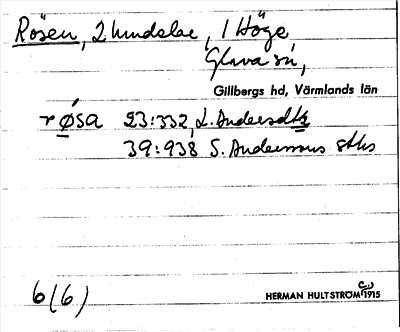 Rösen, 2 hundelar, 1 Höge
Glava sn,
Gillbergs hd, Värmlands län
røsa 23:332, L. Andersdtr
39:938 S. Anderssons sths
6(6)
HERMAN HULTSTRÖM 1915